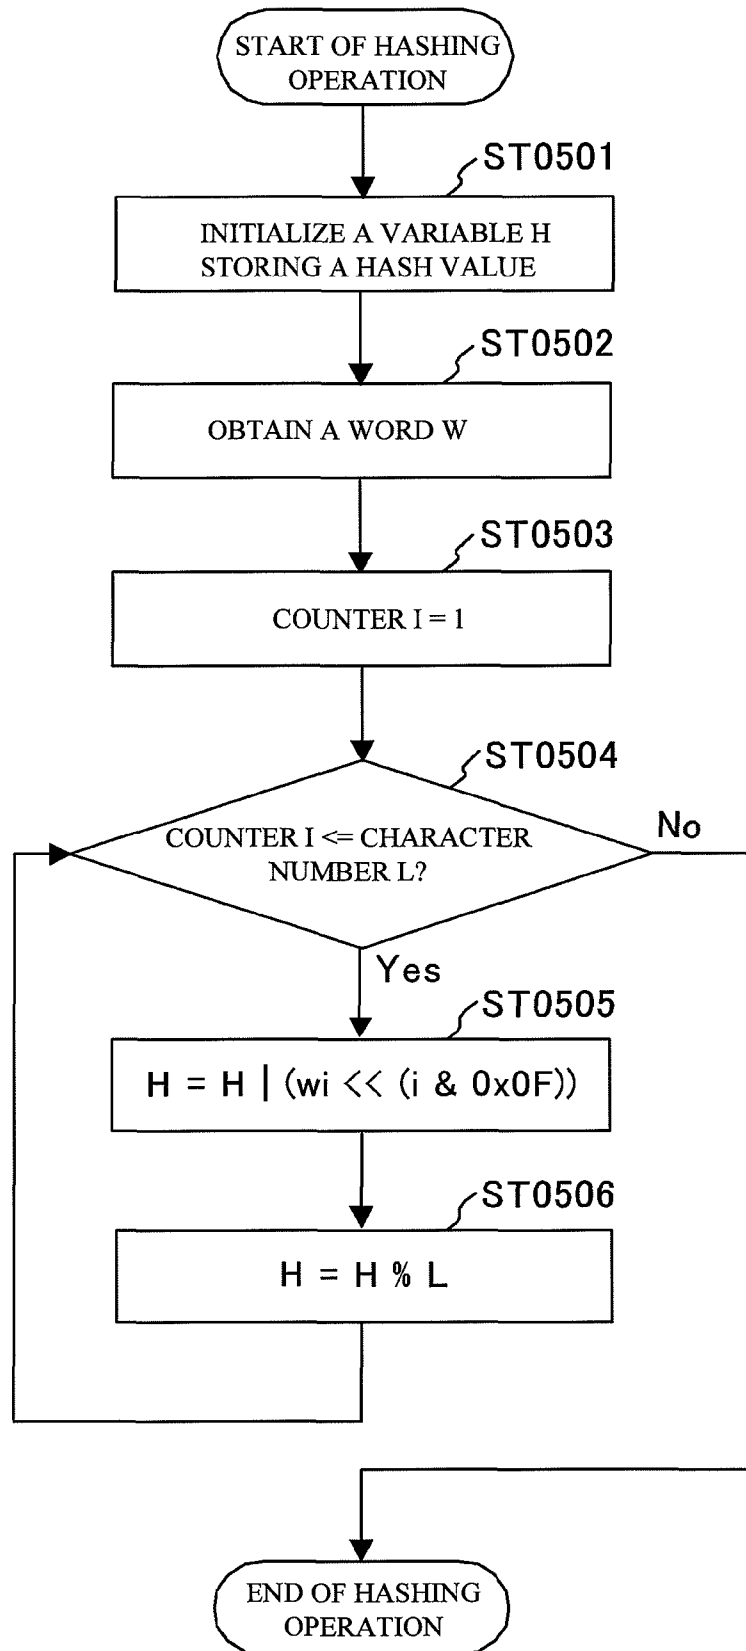 START OF HASHING
OPERATION
ST0501
INITIALIZE A VARIABLE H
STORING A HASH VALUE
ST0502
OBTAIN A WORD W
ST0503
COUNTER I = 1
ST0504
COUNTER I <= CHARACTER
NUMBER L?
No
Yes
ST0505
H = H | (wi << (i & 0x0F))
ST0506
H = H % L
END OF HASHING
OPERATION